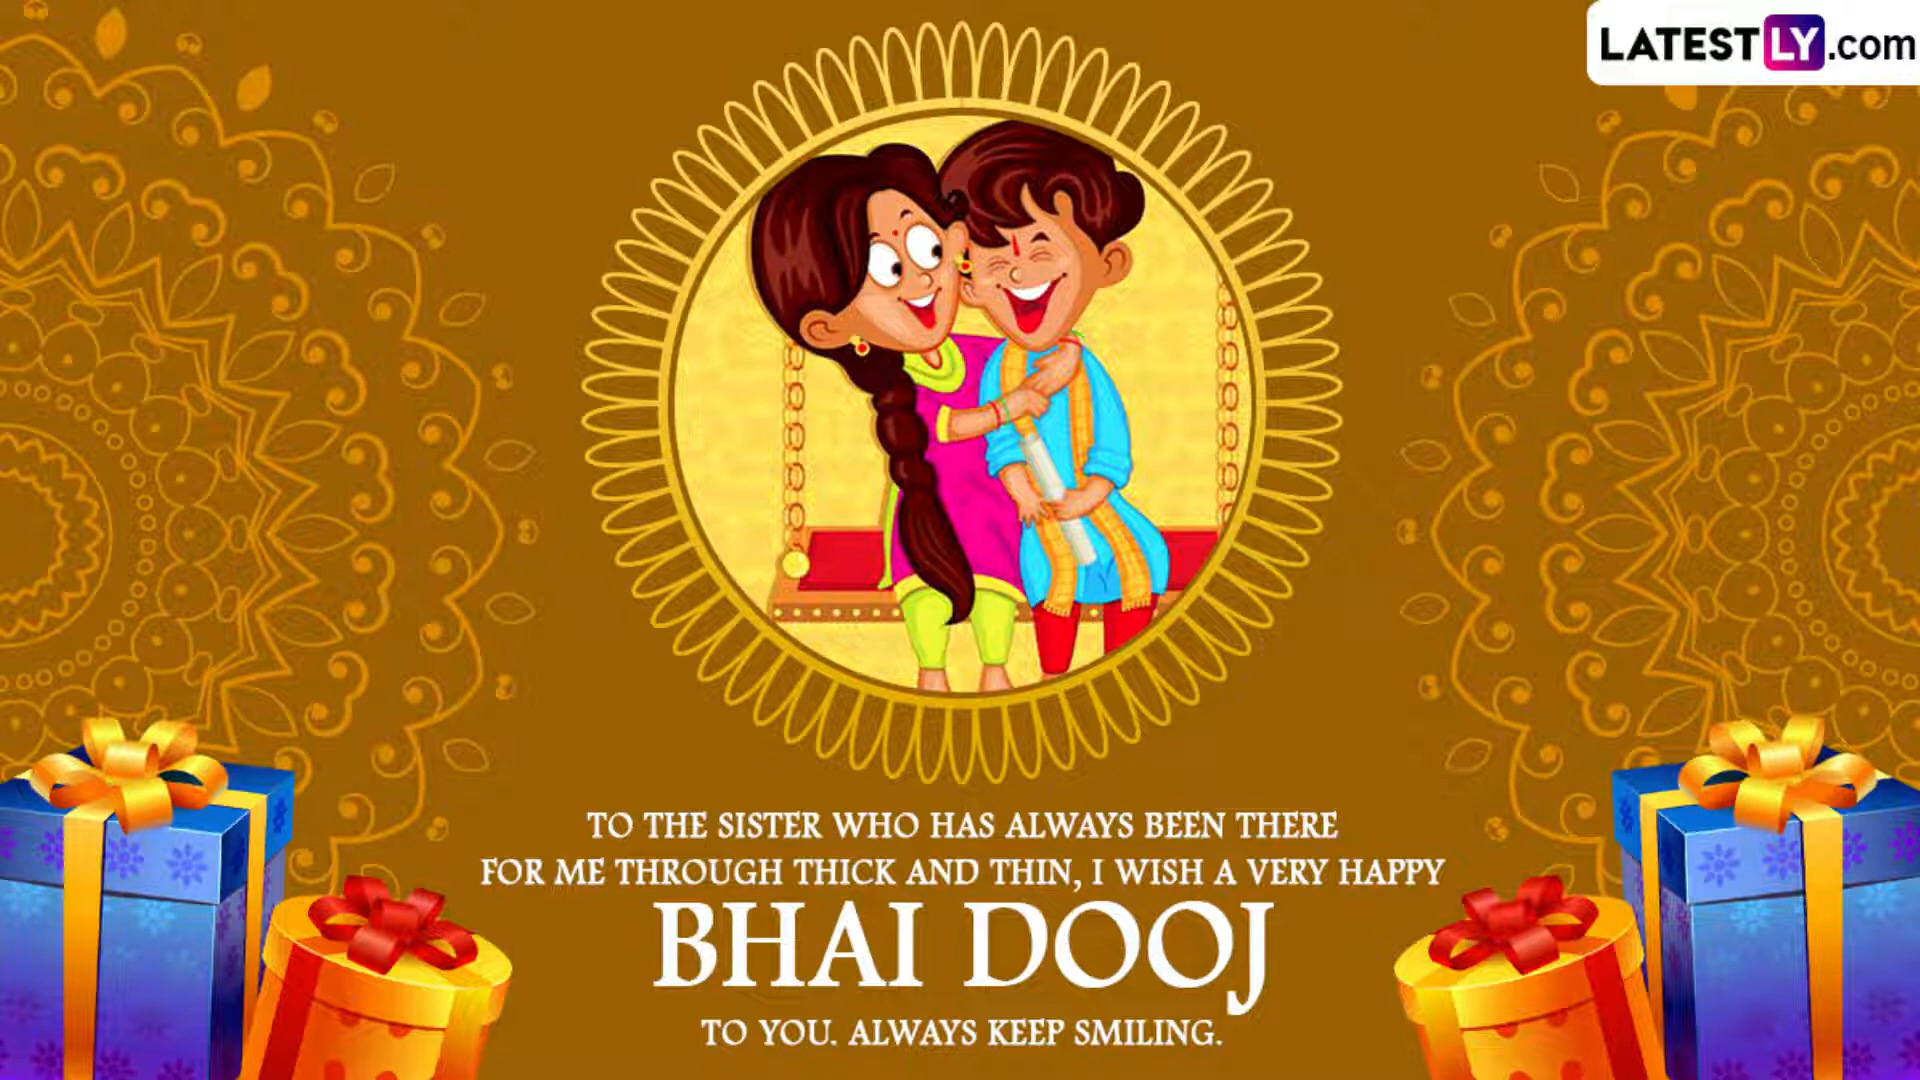 LATESTLY.com
TO THE SISTER WHO HAS ALWAYS BEEN THERE
FOR ME THROUGH THICK AND THIN, I WISH A VERY HAPPY
BHAI DOOJ
TO YOU. ALWAYS KEEP SMILING.